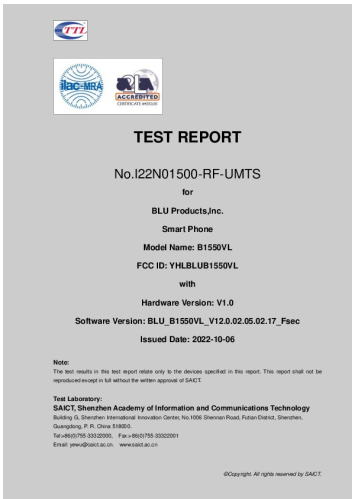 TTL
ilac-MRA
ACCREDITED
TEST REPORT
No.I22N01500-RF-UMTS
for
BLU Products,Inc.
Smart Phone
Model Name: B1550VL
FCC ID: YHLBLUB1550VL
with
Hardware Version: V1.0
Software Version: BLU_B1550VL_V12.0.02.05.02.17_Fsec
Issued Date: 2022-10-06
Note:
The test results in this test report relate only to the devices specified in this report. This report shall not be
reproduced except in full without the written approval of SAICT.
Test Laboratory:
SAICT, Shenzhen Academy of Information and Communications Technology
Building G, Shenzhen International Innovation Center, No.1006 Shennan Road, Futian District, Shenzhen,
Guangdong, P. R. China 518000.
Tel:+86(0)755-33322000, Fax:+86(0)755-33322001
Email: yewu@saict.ac.cn. www.saict.ac.cn
©Copyright. All rights reserved by SAICT.